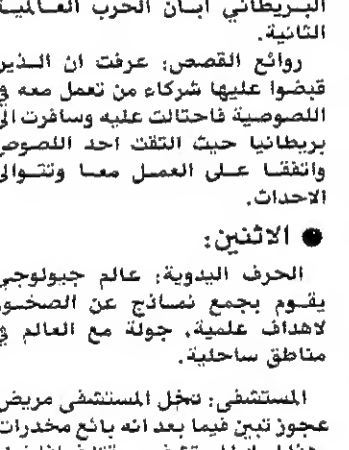 البريطاني ابان الحرب العالمية
الثانية.
روائع القصص: عرفت ان الذين
قبضوا عليها شركاء من تعمل معه في
اللصوصية فاحتالت عليه وسافرت الى
بريطانيا حيث التقت احد اللصوص
واتفقا على العمل معا وتتوالى
الاحداث.
● الاثنين:
الحرف اليدوية: عالم جيولوجي
يقوم بجمع نماذج عن الصخور
لاهداف علمية، جولة مع العالم في
مناطق ساحلية.
المستشفى: تدخل المستشفى مريض
عجوز تبين فيما بعد انه بائع مخدرات